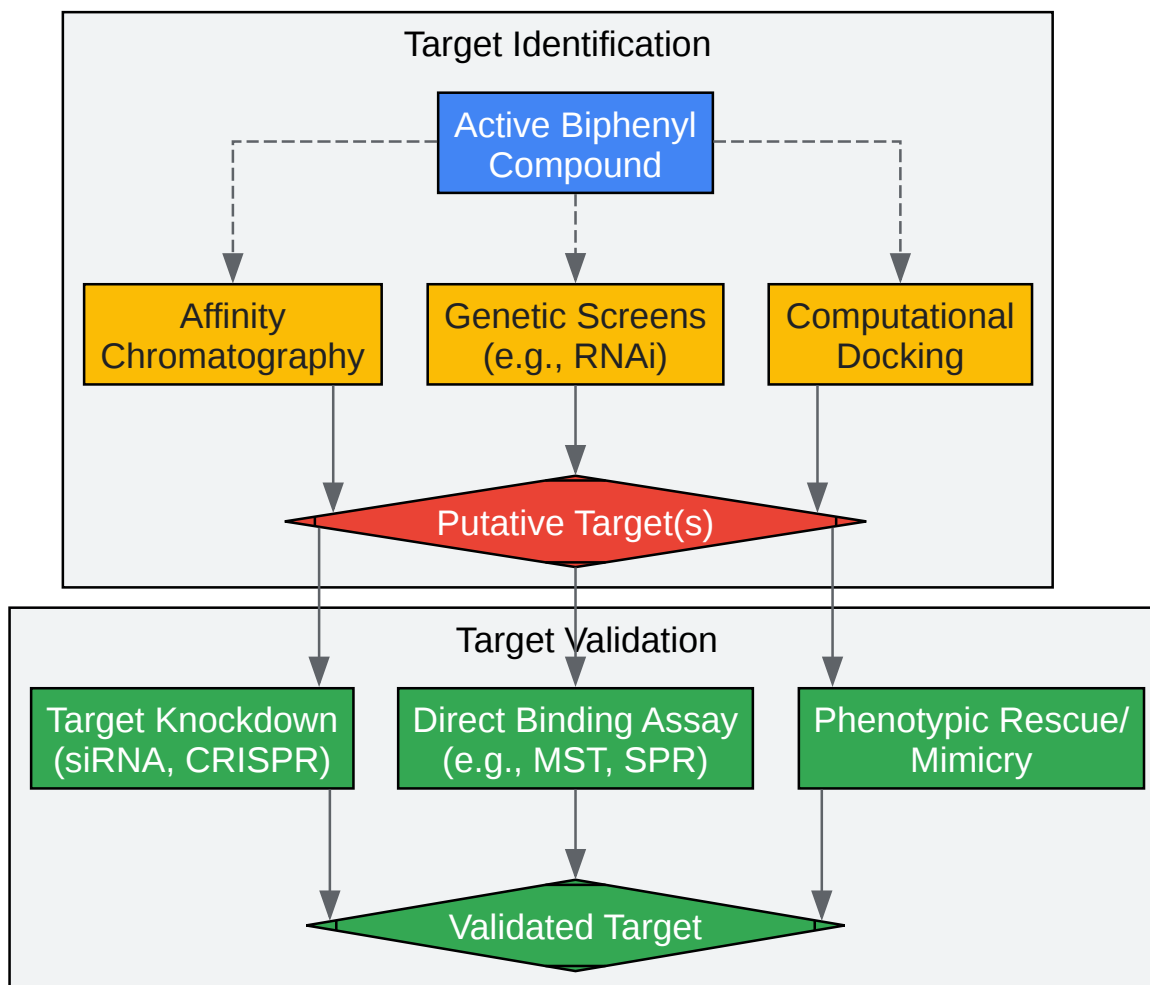 Target Identification
Active Biphenyl
Compound
Affinity
Chromatography
Genetic Screens
(e.g., RNAi)
Computational
Docking
Putative Target(s)
Target Validation
Target Knockdown
(siRNA, CRISPR)
Direct Binding Assay
(e.g., MST, SPR)
Phenotypic Rescue/
Mimicry
Validated Target